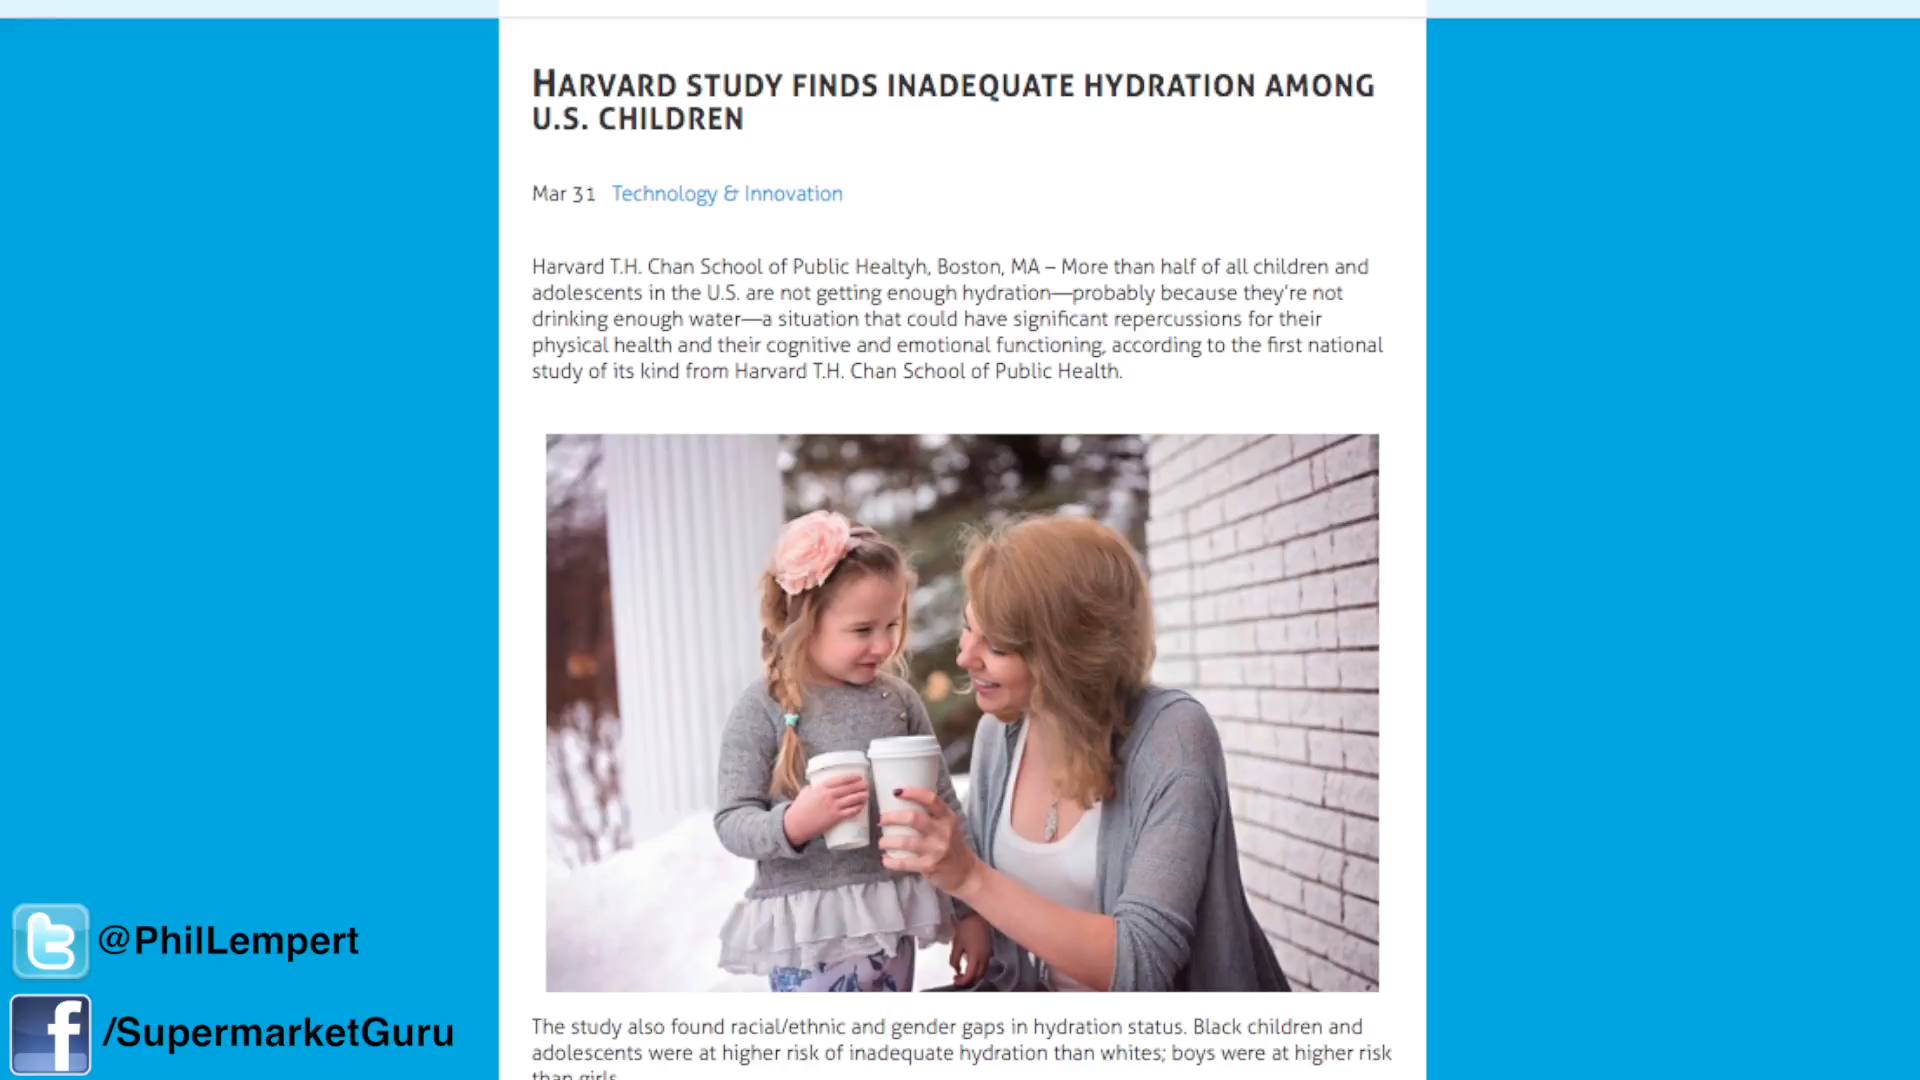 HARVARD STUDY FINDS INADEQUATE HYDRATION AMONG
U.S. CHILDREN
Mar 31 Technology & Innovation
Harvard T.H. Chan School of Public Healtyh, Boston, MA – More than half of all children and
adolescents in the U.S. are not getting enough hydration—probably because they're not
drinking enough water—a situation that could have significant repercussions for their
physical health and their cognitive and emotional functioning, according to the first national
study of its kind from Harvard T.H. Chan School of Public Health.
The study also found racial/ethnic and gender gaps in hydration status. Black children and
adolescents were at higher risk of inadequate hydration than whites; boys were at higher risk
than girls.
@PhilLempert
/SupermarketGuru